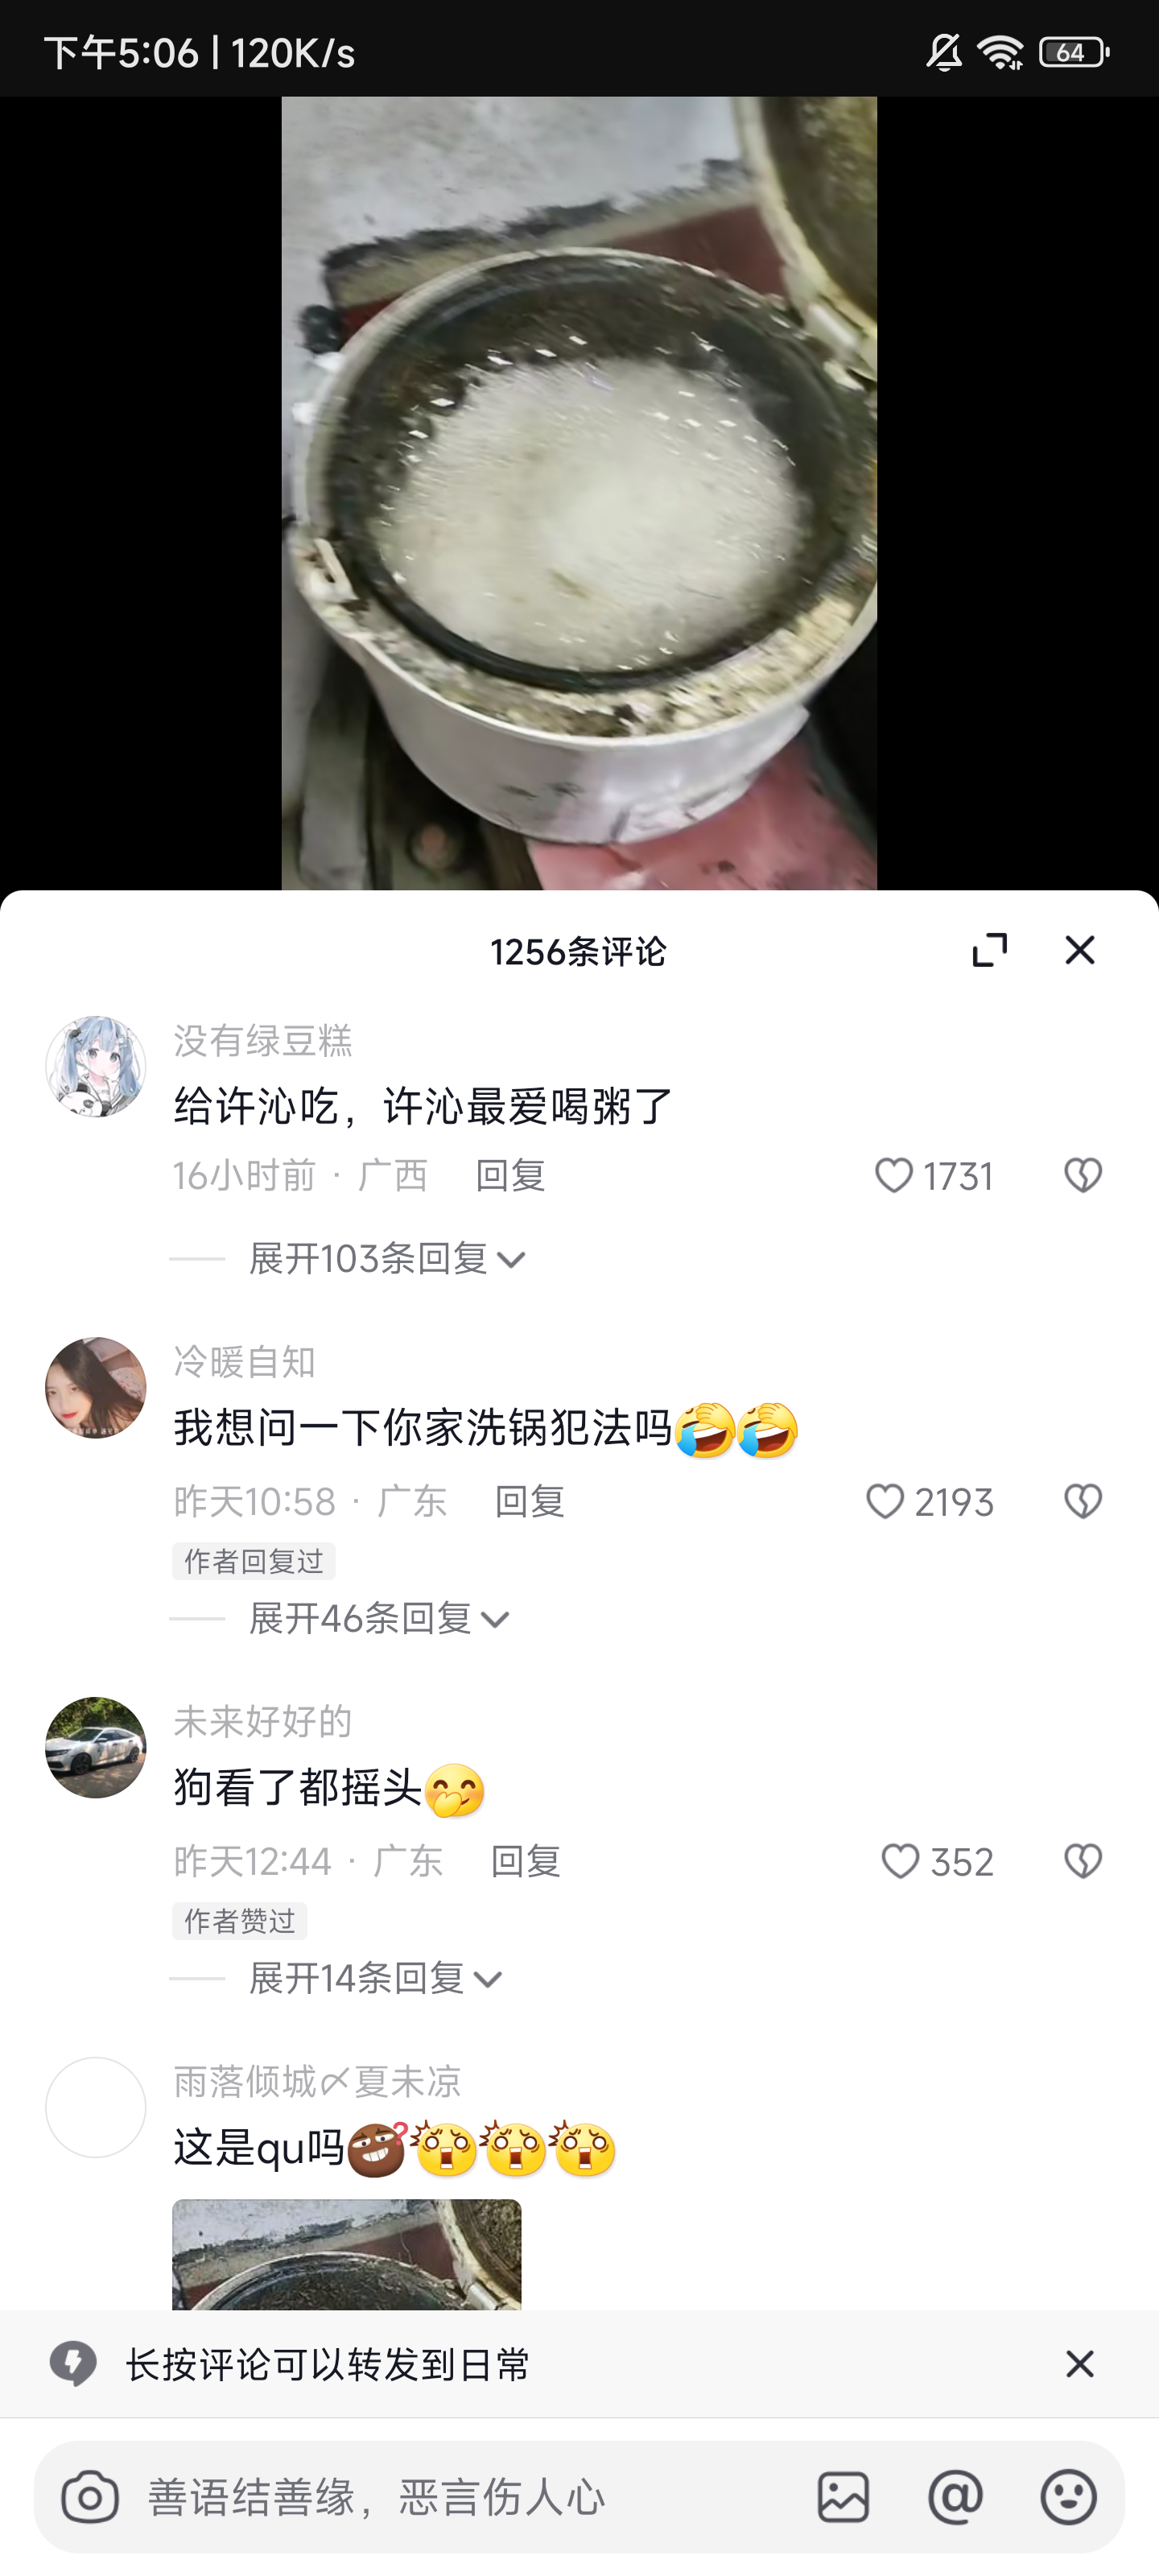 下午5:06 | 120K/s
64
1256条评论
没有绿豆糕
给许沁吃，许沁最爱喝粥了
16小时前 · 广西 回复 1731
展开103条回复
冷暖自知
我想问一下你家洗锅犯法吗🤣🤣
昨天10:58 · 广东 回复 2193
作者回复过
展开46条回复
未来好好的
狗看了都摇头🤭
昨天12:44 · 广东 回复 352
作者赞过
展开14条回复
雨落倾城〆夏未凉
这是qu吗
长按评论可以转发到日常
善语结善缘，恶言伤人心